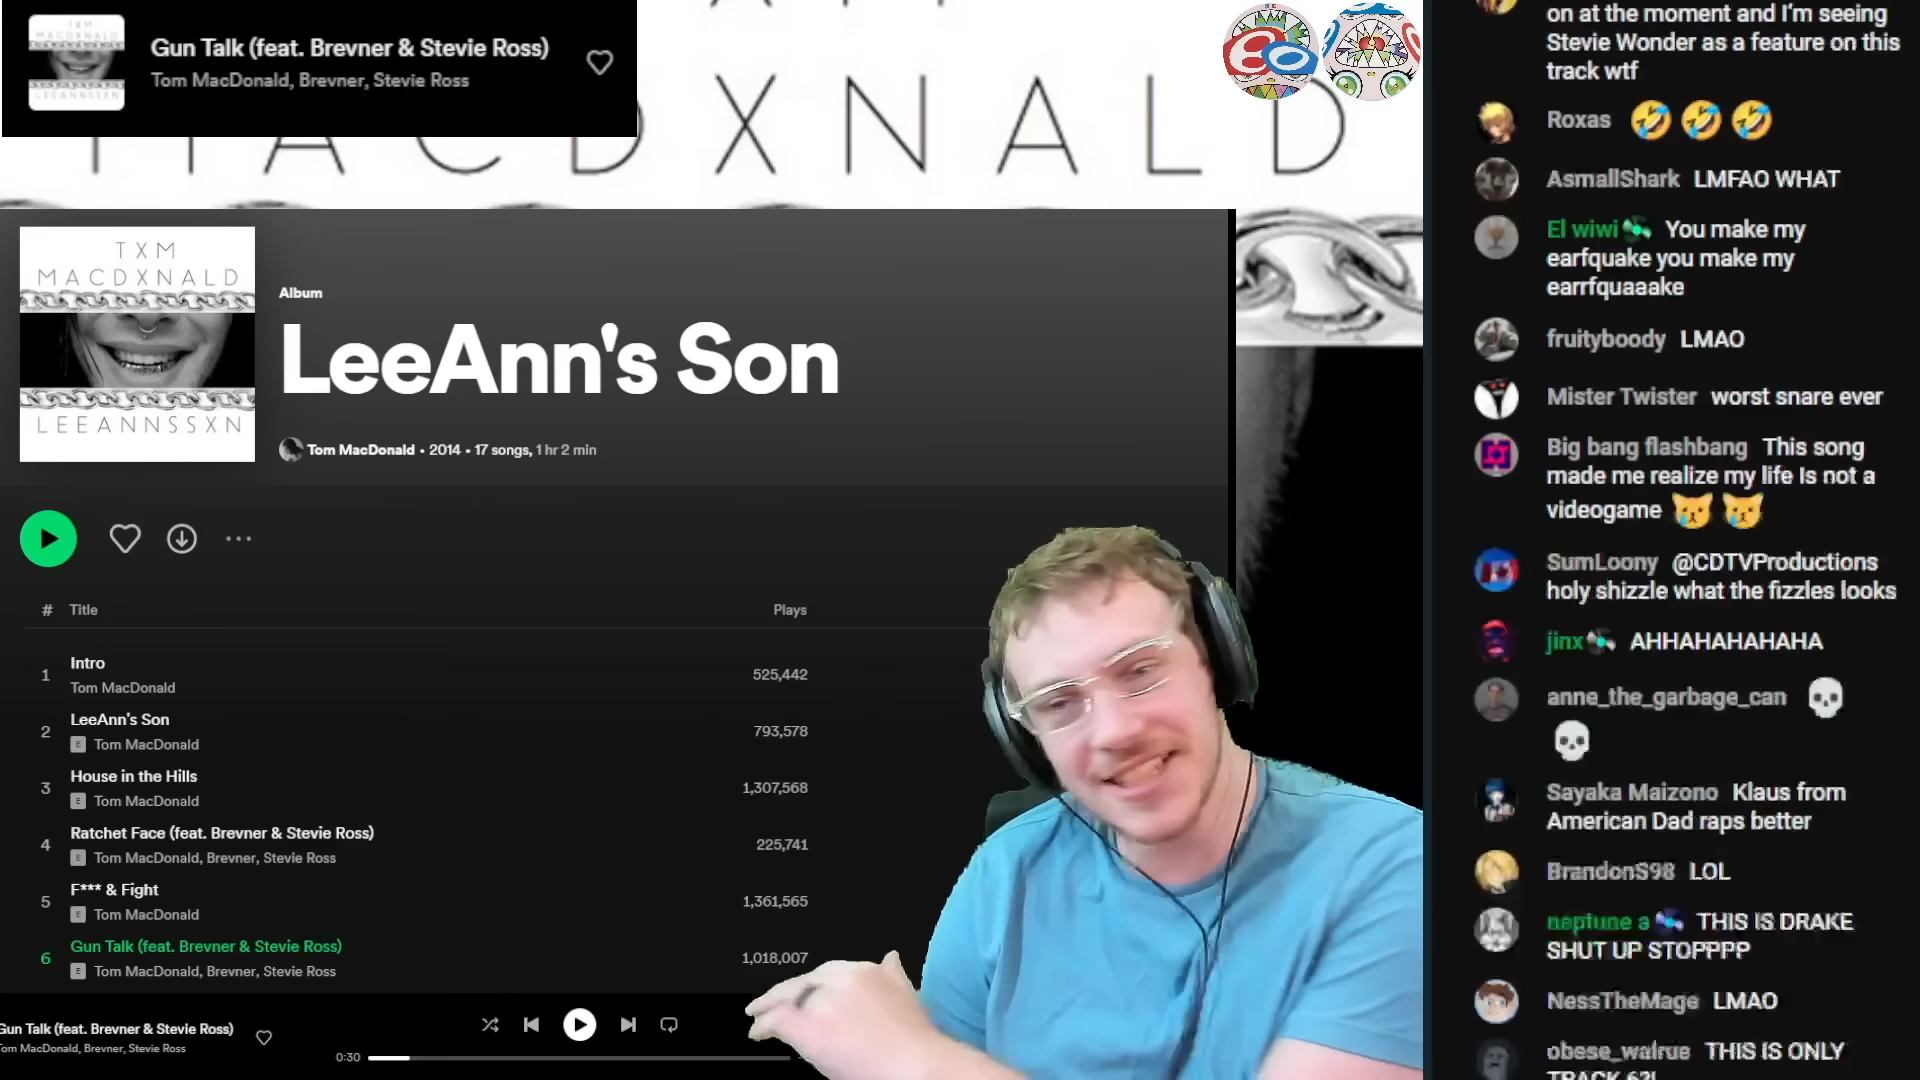 TXM
MACDXNALD
LEEANNSSXN
Gun Talk (feat. Brevner & Stevie Ross)
Tom MacDonald, Brevner, Stevie Ross
MACDXNALD
TXM
MACDXNALD
LEEANNSSXN
Album
LeeAnn's Son
Tom MacDonald • 2014 • 17 songs, 1 hr 2 min
# Title Plays
1 Intro 525,442
Tom MacDonald
2 LeeAnn's Son 793,578
E Tom MacDonald
3 House in the Hills 1,307,568
E Tom MacDonald
4 Ratchet Face (feat. Brevner & Stevie Ross) 225,741
E Tom MacDonald, Brevner, Stevie Ross
5 F*** & Fight 1,361,565
E Tom MacDonald
6 Gun Talk (feat. Brevner & Stevie Ross) 1,018,007
E Tom MacDonald, Brevner, Stevie Ross
Gun Talk (feat. Brevner & Stevie Ross)
Tom MacDonald, Brevner, Stevie Ross
0:30
on at the moment and I'm seeing
Stevie Wonder as a feature on this
track wtf
Roxas 🤣 🤣 🤣
AsmallShark LMFAO WHAT
El wiwi You make my
earfquake you make my
earrfquaaake
fruityboody LMAO
Mister Twister worst snare ever
Big bang flashbang This song
made me realize my life Is not a
videogame 😿 😿
SumLoony @CDTVProductions
holy shizzle what the fizzles looks
jinx AHHAHAHAHAHA
anne_the_garbage_can 💀
💀
Sayaka Maizono Klaus from
American Dad raps better
BrandonS98 LOL
neptune a THIS IS DRAKE
SHUT UP STOPPPP
NessTheMage LMAO
obese_walrus THIS IS ONLY
TRACK 6?!